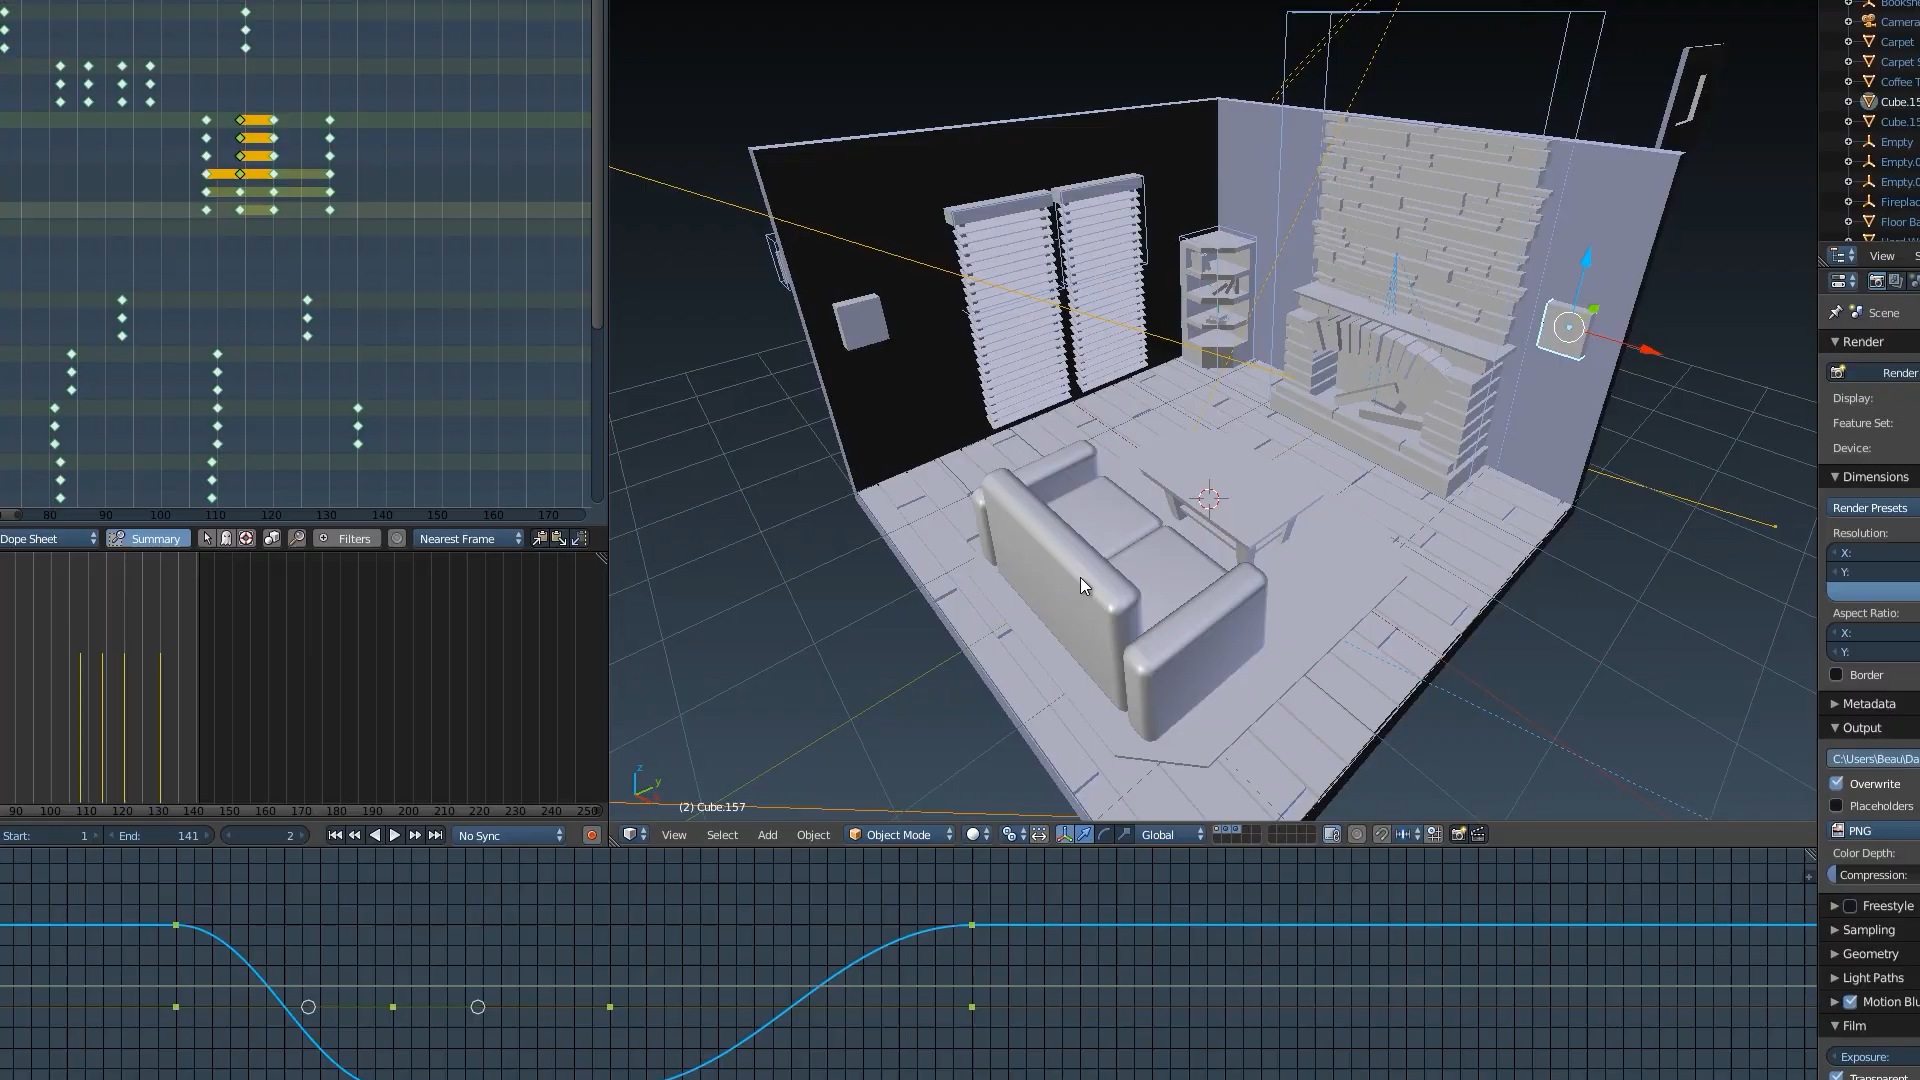 80 90 100 110 120 130 140 150 160 170
Dope Sheet Summary Filters Nearest Frame
90 100 110 120 130 140 150 160 170 180 190 200 210 220 230 240 250
Start: 1 End: 141 2 No Sync
z
y
(2) Cube.157
View Select Add Object Object Mode Global
Camera
Carpet
Carpet S
Coffee T
Cube.15
Cube.15
Empty
Empty.0
Empty.0
Fireplac
Floor Ba
View S
Scene
Render
Render
Display:
Feature Set:
Device:
Dimensions
Render Presets
Resolution:
X:
Y:
Aspect Ratio:
X:
Y:
Border
Metadata
Output
C:\Users\Beau\Da
Overwrite
Placeholders
PNG
Color Depth:
Compression:
Freestyle
Sampling
Geometry
Light Paths
Motion Blu
Film
Exposure: